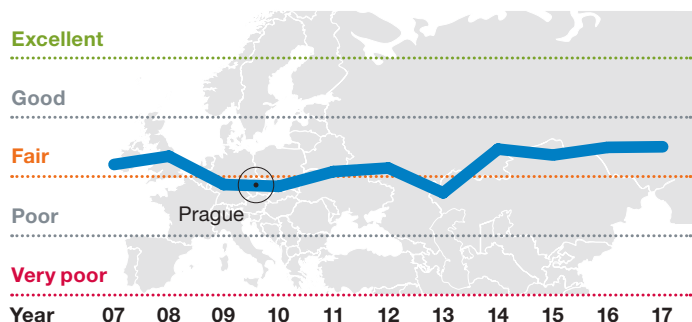 Excellent
Good
Fair
Prague
Poor
Very poor
Year 07 08 09 10 11 12 13 14 15 16 17